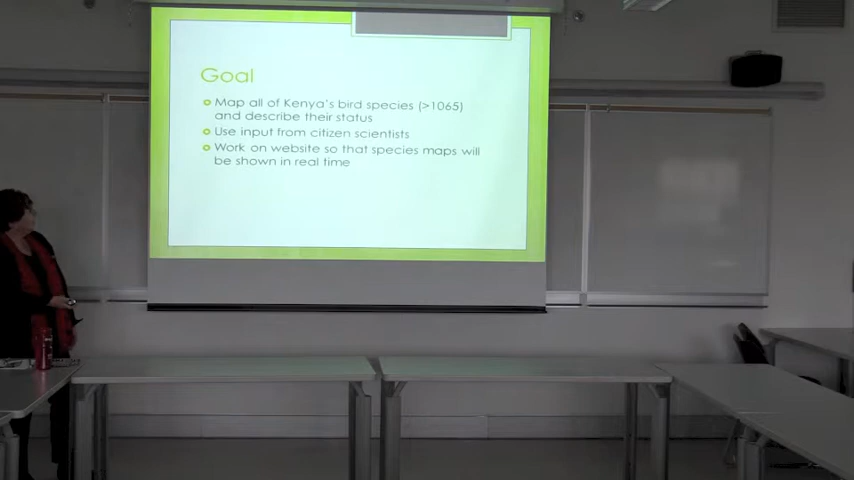 Goal
Map all of Kenya's bird species (>1065)
and describe their status
Use input from citizen scientists
Work on website so that species maps will
be shown in real time